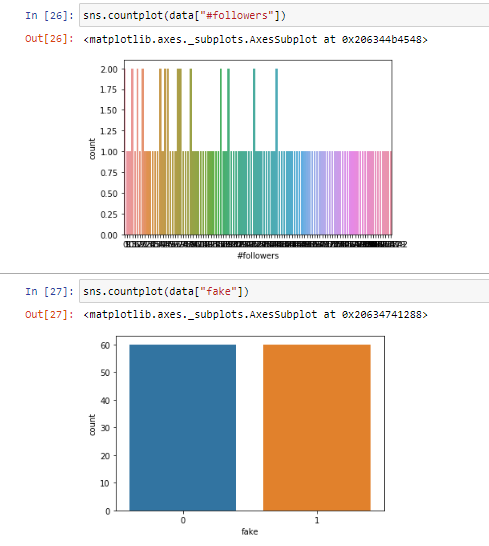 In [26]: sns.countplot(data["#followers"])
Out[26]: <matplotlib.axes._subplots.AxesSubplot at 0x206344b4548>
2.00
1.75
1.50
1.25
1.00
0.75
0.50
0.25
0.00
count
#followers
In [27]: sns.countplot(data["fake"])
Out[27]: <matplotlib.axes._subplots.AxesSubplot at 0x20634741288>
60
50
40
30
20
10
0
count
0 1
fake